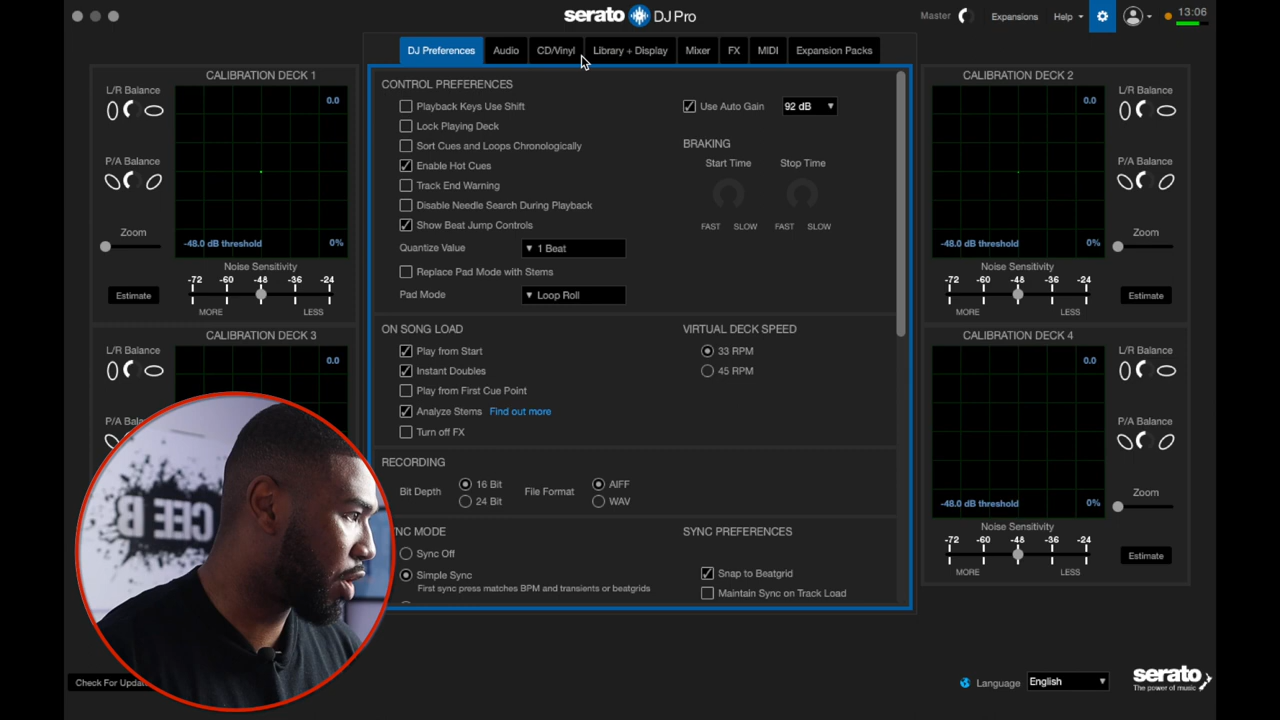 serato DJ Pro
Master
Expansions
Help
13:06
DJ Preferences
Audio
CD/Vinyl
Library + Display
Mixer
FX
MIDI
Expansion Packs
CALIBRATION DECK 1
L/R Balance
0.0
P/A Balance
Zoom
-48.0 dB threshold
0%
Noise Sensitivity
-72 -60 -48 -36 -24
Estimate
MORE LESS
CALIBRATION DECK 3
L/R Balance
0.0
P/A
CONTROL PREFERENCES
Playback Keys Use Shift
Lock Playing Deck
Sort Cues and Loops Chronologically
Enable Hot Cues
Track End Warning
Disable Needle Search During Playback
Show Beat Jump Controls
Quantize Value 1 Beat
Replace Pad Mode with Stems
Pad Mode Loop Roll
Use Auto Gain 92 dB
BRAKING
Start Time Stop Time
FAST SLOW FAST SLOW
ON SONG LOAD
Play from Start
Instant Doubles
Play from First Cue Point
Analyze Stems Find out more
Turn off FX
VIRTUAL DECK SPEED
33 RPM
45 RPM
RECORDING
Bit Depth 16 Bit
24 Bit
File Format AIFF
WAV
NC MODE
Sync Off
Simple Sync
First sync press matches BPM and transients or beatgrids
SYNC PREFERENCES
Snap to Beatgrid
Maintain Sync on Track Load
CALIBRATION DECK 2
L/R Balance
0.0
P/A Balance
Zoom
-48.0 dB threshold
0%
Noise Sensitivity
-72 -60 -48 -36 -24
Estimate
MORE LESS
CALIBRATION DECK 4
L/R Balance
0.0
P/A Balance
Zoom
-48.0 dB threshold
0%
Noise Sensitivity
-72 -60 -48 -36 -24
Estimate
MORE LESS
CEE B
Check For Upda
Language English
serato
The power of music